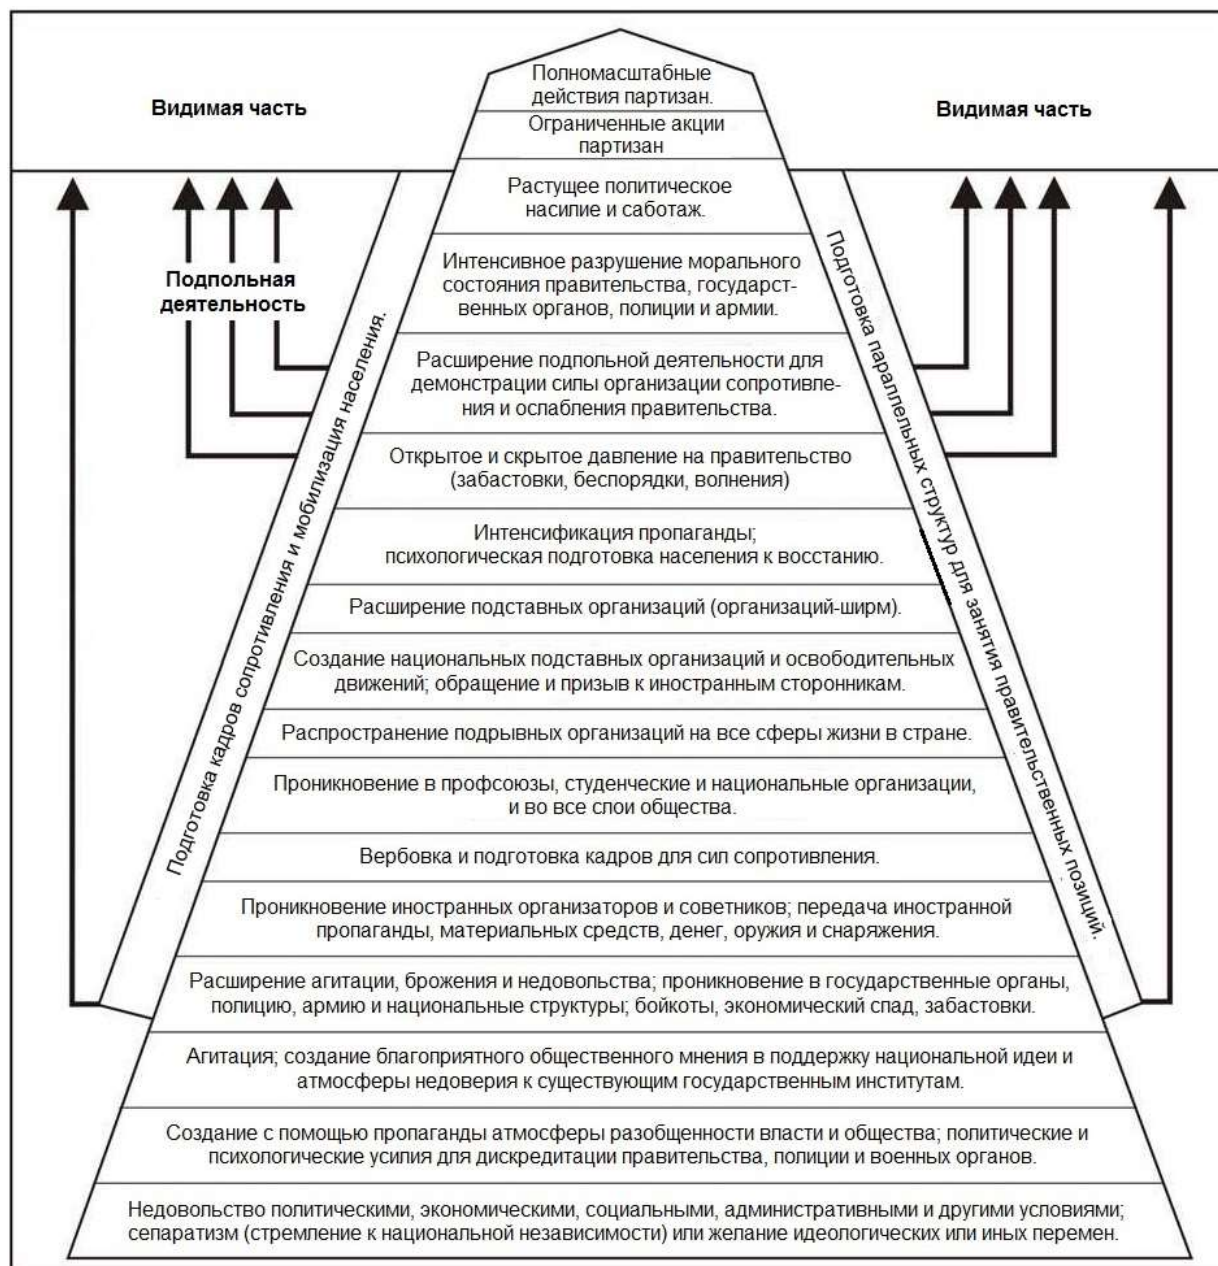 Полномасштабные
действия партизан.
Видимая часть
Видимая часть
Ограниченные акции
партизан
Растущее политическое
насилие и саботаж.
Подпольная
деятельность
Интенсивное разрушение морального
состояния правительства, государст-
венных органов, полиции и армии.
Расширение подпольной деятельности для
демонстрации силы организации сопротивле-
ния и ослабления правительства.
Открытое и скрытое давление на правительство
(забастовки, беспорядки, волнения)
Интенсификация пропаганды;
психологическая подготовка населения к восстанию.
Расширение подставных организаций (организаций-ширм).
Создание национальных подставных организаций и освободительных
движений; обращение и призыв к иностранным сторонникам.
Распространение подрывных организаций на все сферы жизни в стране.
Проникновение в профсоюзы, студенческие и национальные организации,
и во все слои общества.
Вербовка и подготовка кадров для сил сопротивления.
Проникновение иностранных организаторов и советников; передача иностранной
пропаганды, материальных средств, денег, оружия и снаряжения.
Расширение агитации, брожения и недовольства; проникновение в государственные органы,
полицию, армию и национальные структуры; бойкоты, экономический спад, забастовки.
Агитация; создание благоприятного общественного мнения в поддержку национальной идеи и
атмосферы недоверия к существующим государственным институтам.
Создание с помощью пропаганды атмосферы разобщенности власти и общества; политические и
психологические усилия для дискредитации правительства, полиции и военных органов.
Недовольство политическими, экономическими, социальными, административными и другими условиями;
сепаратизм (стремление к национальной независимости) или желание идеологических или иных перемен.
Подготовка кадров сопротивления и мобилизация населения.
Подготовка параллельных структур для занятия правительственных позиций.